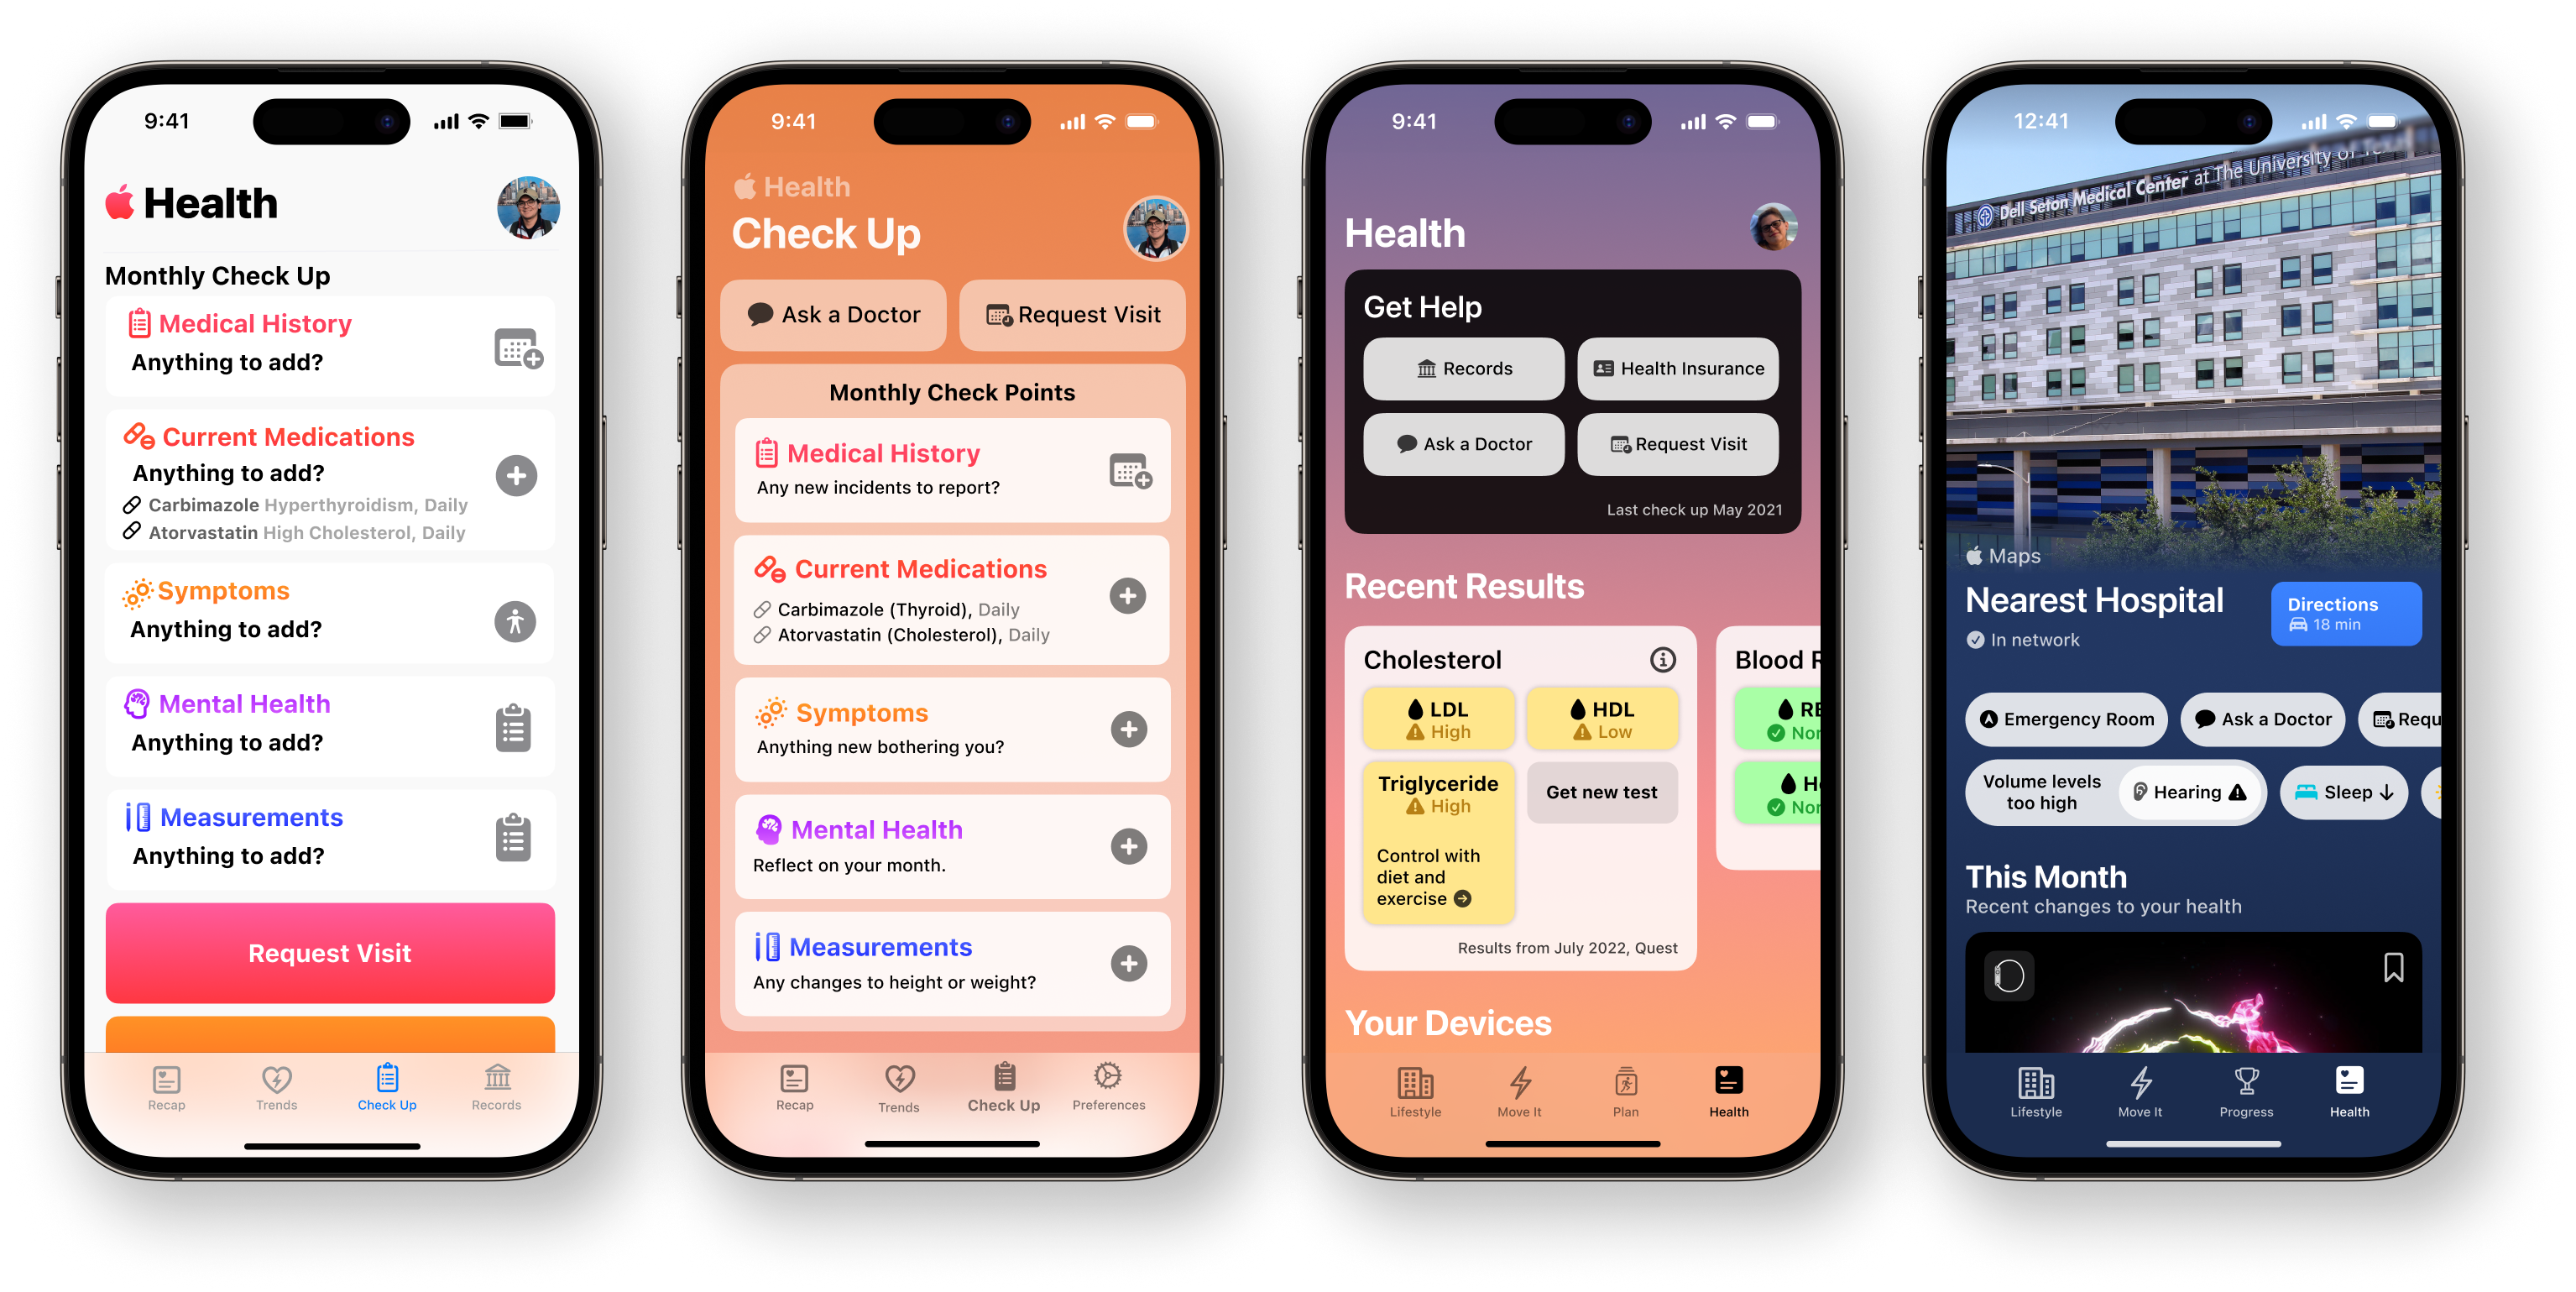 9:41
Health
Monthly Check Up
Medical History
Anything to add?
Current Medications
Anything to add?
Carbimazole Hyperthyroidism, Daily
Atorvastatin High Cholesterol, Daily
Symptoms
Anything to add?
Mental Health
Anything to add?
Measurements
Anything to add?
Request Visit
Recap
Trends
Check Up
Records
9:41
Health
Check Up
Ask a Doctor
Request Visit
Monthly Check Points
Medical History
Any new incidents to report?
Current Medications
Carbimazole (Thyroid), Daily
Atorvastatin (Cholesterol), Daily
Symptoms
Anything new bothering you?
Mental Health
Reflect on your month.
Measurements
Any changes to height or weight?
Recap
Trends
Check Up
Preferences
9:41
Health
Get Help
Records
Health Insurance
Ask a Doctor
Request Visit
Last check up May 2021
Recent Results
Cholesterol
LDL
High
HDL
Low
Triglyceride
High
Control with
diet and
exercise
Get new test
Results from July 2022, Quest
Blood
Your Devices
Lifestyle
Move It
Plan
Health
12:41
Dell Seton Medical Center at The University of
Maps
Nearest Hospital
In network
Directions
18 min
Emergency Room
Ask a Doctor
Requ
Volume levels
too high
Hearing
Sleep
This Month
Recent changes to your health
Lifestyle
Move It
Progress
Health